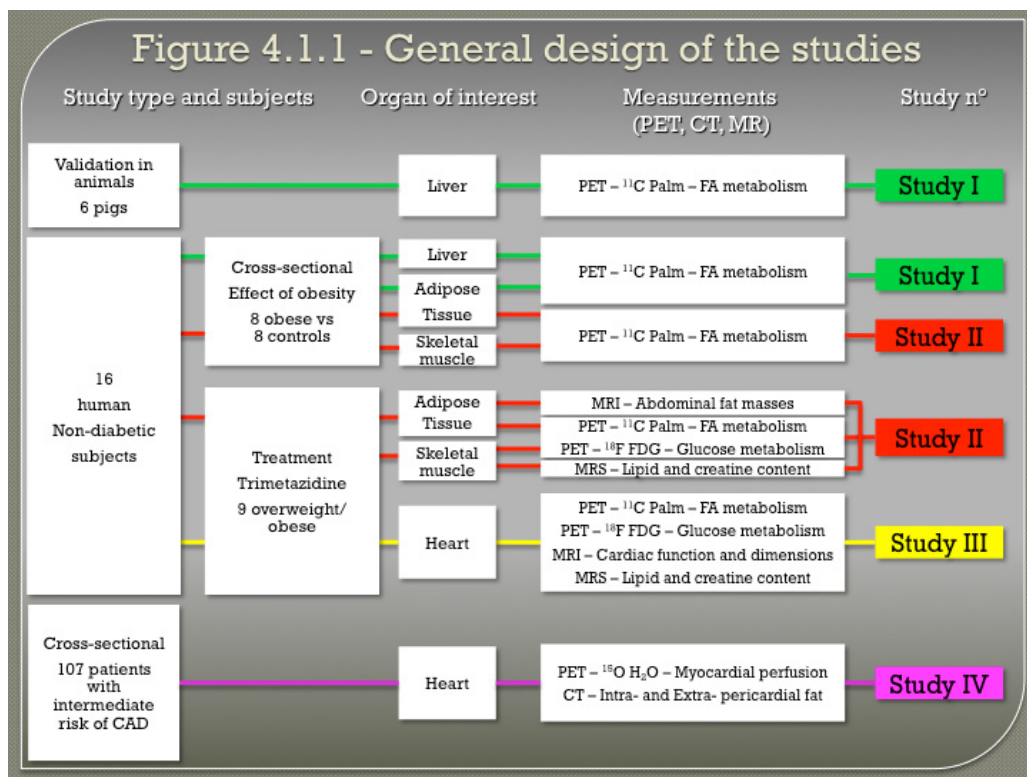 Figure 4.1.1 - General design of the studies
Study type and subjects
Organ of interest
Measurements
(PET, CT, MR)
Study nº
Validation in
animals
6 pigs
Liver
PET – ¹¹C Palm – FA metabolism
Study I
16
human
Non-diabetic
subjects
Cross-sectional
Effect of obesity
8 obese vs
8 controls
Liver
Adipose
Tissue
Skeletal
muscle
PET – ¹¹C Palm – FA metabolism
Study I
PET – ¹¹C Palm – FA metabolism
Study II
Treatment
Trimetazidine
9 overweight/
obese
Adipose
Tissue
Skeletal
muscle
MRI – Abdominal fat masses
PET – ¹¹C Palm – FA metabolism
PET – ¹⁸F FDG – Glucose metabolism
MRS – Lipid and creatine content
Study II
Heart
PET – ¹¹C Palm – FA metabolism
PET – ¹⁸F FDG – Glucose metabolism
MRI – Cardiac function and dimensions
MRS – Lipid and creatine content
Study III
Cross-sectional
107 patients
with
intermediate
risk of CAD
Heart
PET – ¹⁵O H₂O – Myocardial perfusion
CT – Intra- and Extra- pericardial fat
Study IV